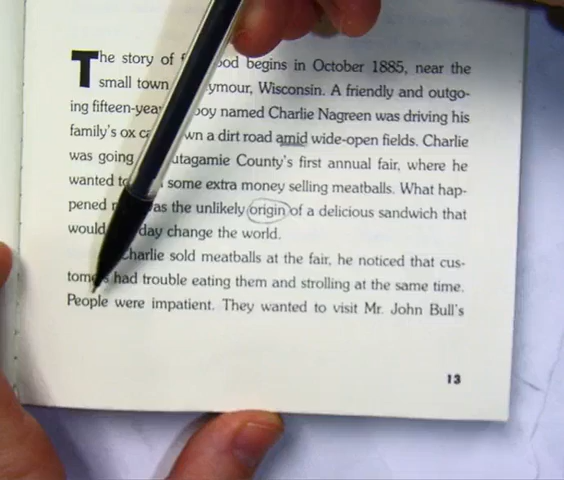 The story of f ood begins in October 1885, near the
small town ymour, Wisconsin. A friendly and outgo-
ing fifteen-yea boy named Charlie Nagreen was driving his
family's ox ca wn a dirt road amid wide-open fields. Charlie
was going utagamie County's first annual fair, where he
wanted to some extra money selling meatballs. What hap-
pened as the unlikely origin of a delicious sandwich that
would day change the world.
Charlie sold meatballs at the fair, he noticed that cus-
tomers had trouble eating them and strolling at the same time.
People were impatient. They wanted to visit Mr. John Bull's
13